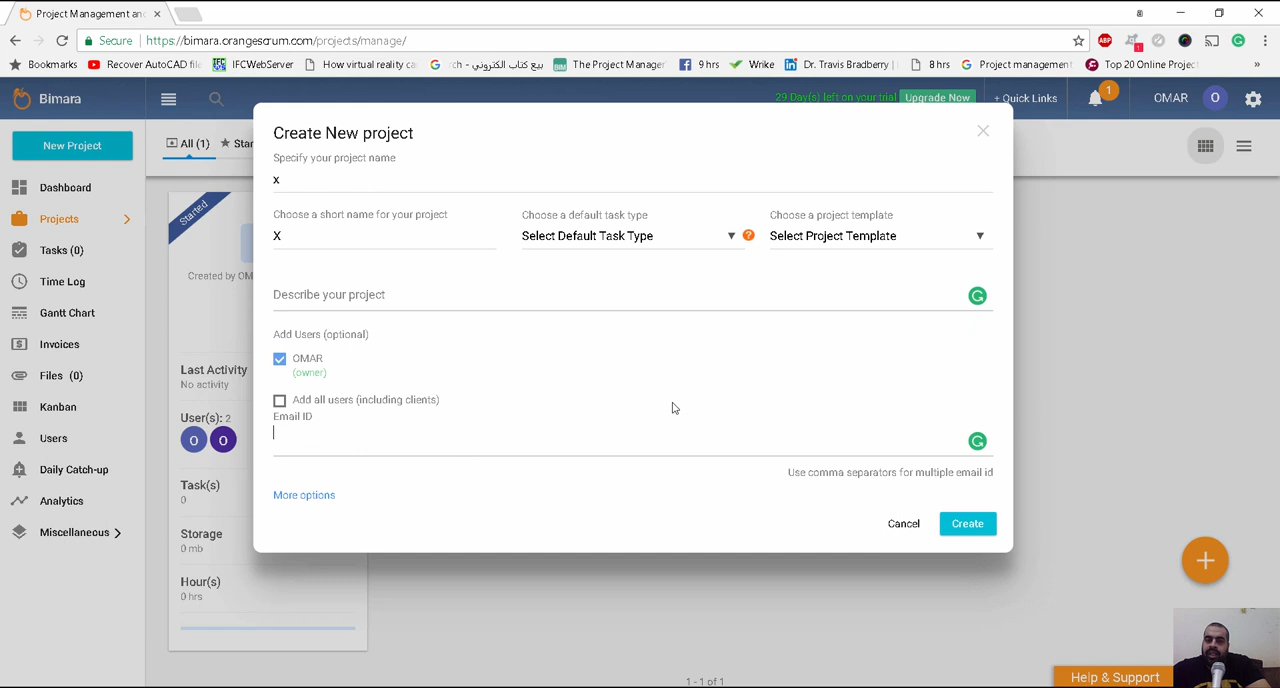 Project Management and
Secure | https://bimara.orangescrum.com/projects/manage/
Bookmarks Recover AutoCAD file IFCWebServer How virtual reality ca rch - بيع كتاب الكتروني The Project Manager 9 hrs Wrike Dr. Travis Bradberry | 8 hrs Project management Top 20 Online Project »
Bimara 29 Day(s) left on your trial Upgrade Now + Quick Links 1 OMAR O
New Project
All (1) Star
Dashboard
Projects
Tasks (0)
Time Log
Gantt Chart
Invoices
Files (0)
Kanban
Users
Daily Catch-up
Analytics
Miscellaneous
Started
Created by OM
Last Activity
No activity
User(s): 2
O O
Task(s)
0
Storage
0 mb
Hour(s)
0 hrs
Create New project
Specify your project name
x
Choose a short name for your project Choose a default task type Choose a project template
X Select Default Task Type ? Select Project Template
Describe your project
Add Users (optional)
OMAR
(owner)
Add all users (including clients)
Email ID
Use comma separators for multiple email id
More options
Cancel Create
1 - 1 of 1
Help & Support